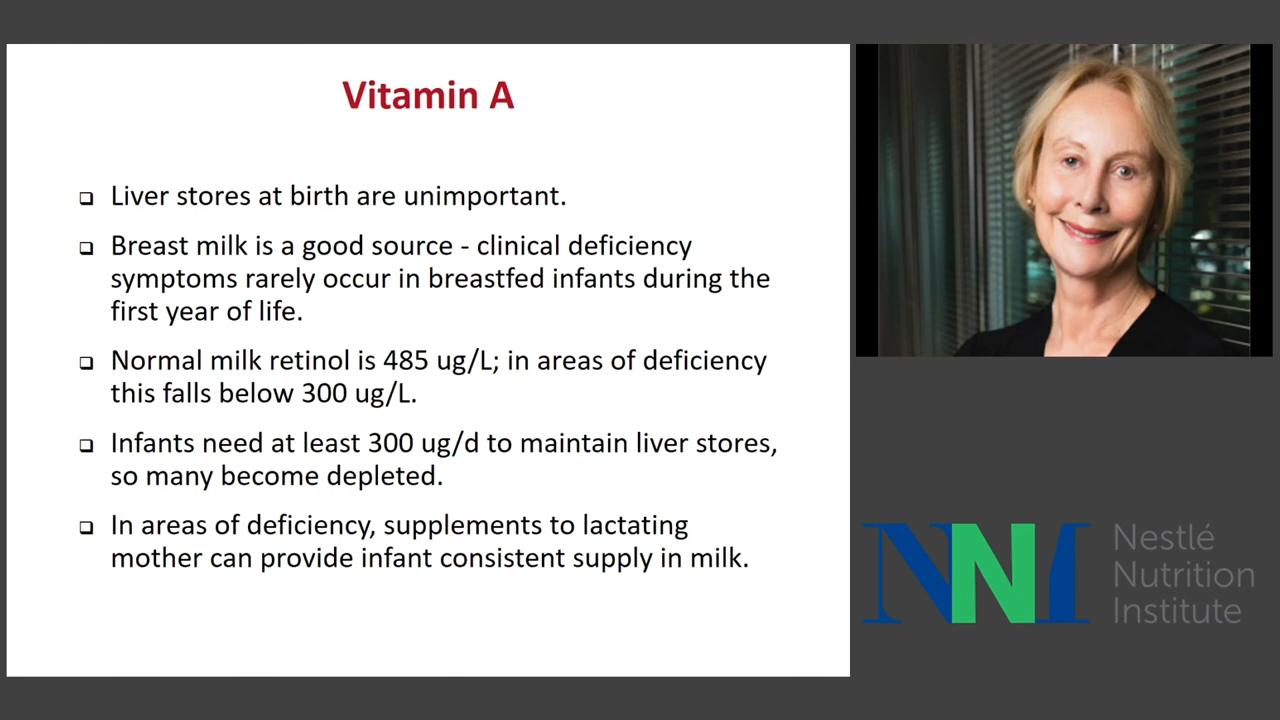 Vitamin A
❑ Liver stores at birth are unimportant.
❑ Breast milk is a good source - clinical deficiency
symptoms rarely occur in breastfed infants during the
first year of life.
❑ Normal milk retinol is 485 ug/L; in areas of deficiency
this falls below 300 ug/L.
❑ Infants need at least 300 ug/d to maintain liver stores,
so many become depleted.
❑ In areas of deficiency, supplements to lactating
mother can provide infant consistent supply in milk.
NNI
Nestlé
Nutrition
Institute